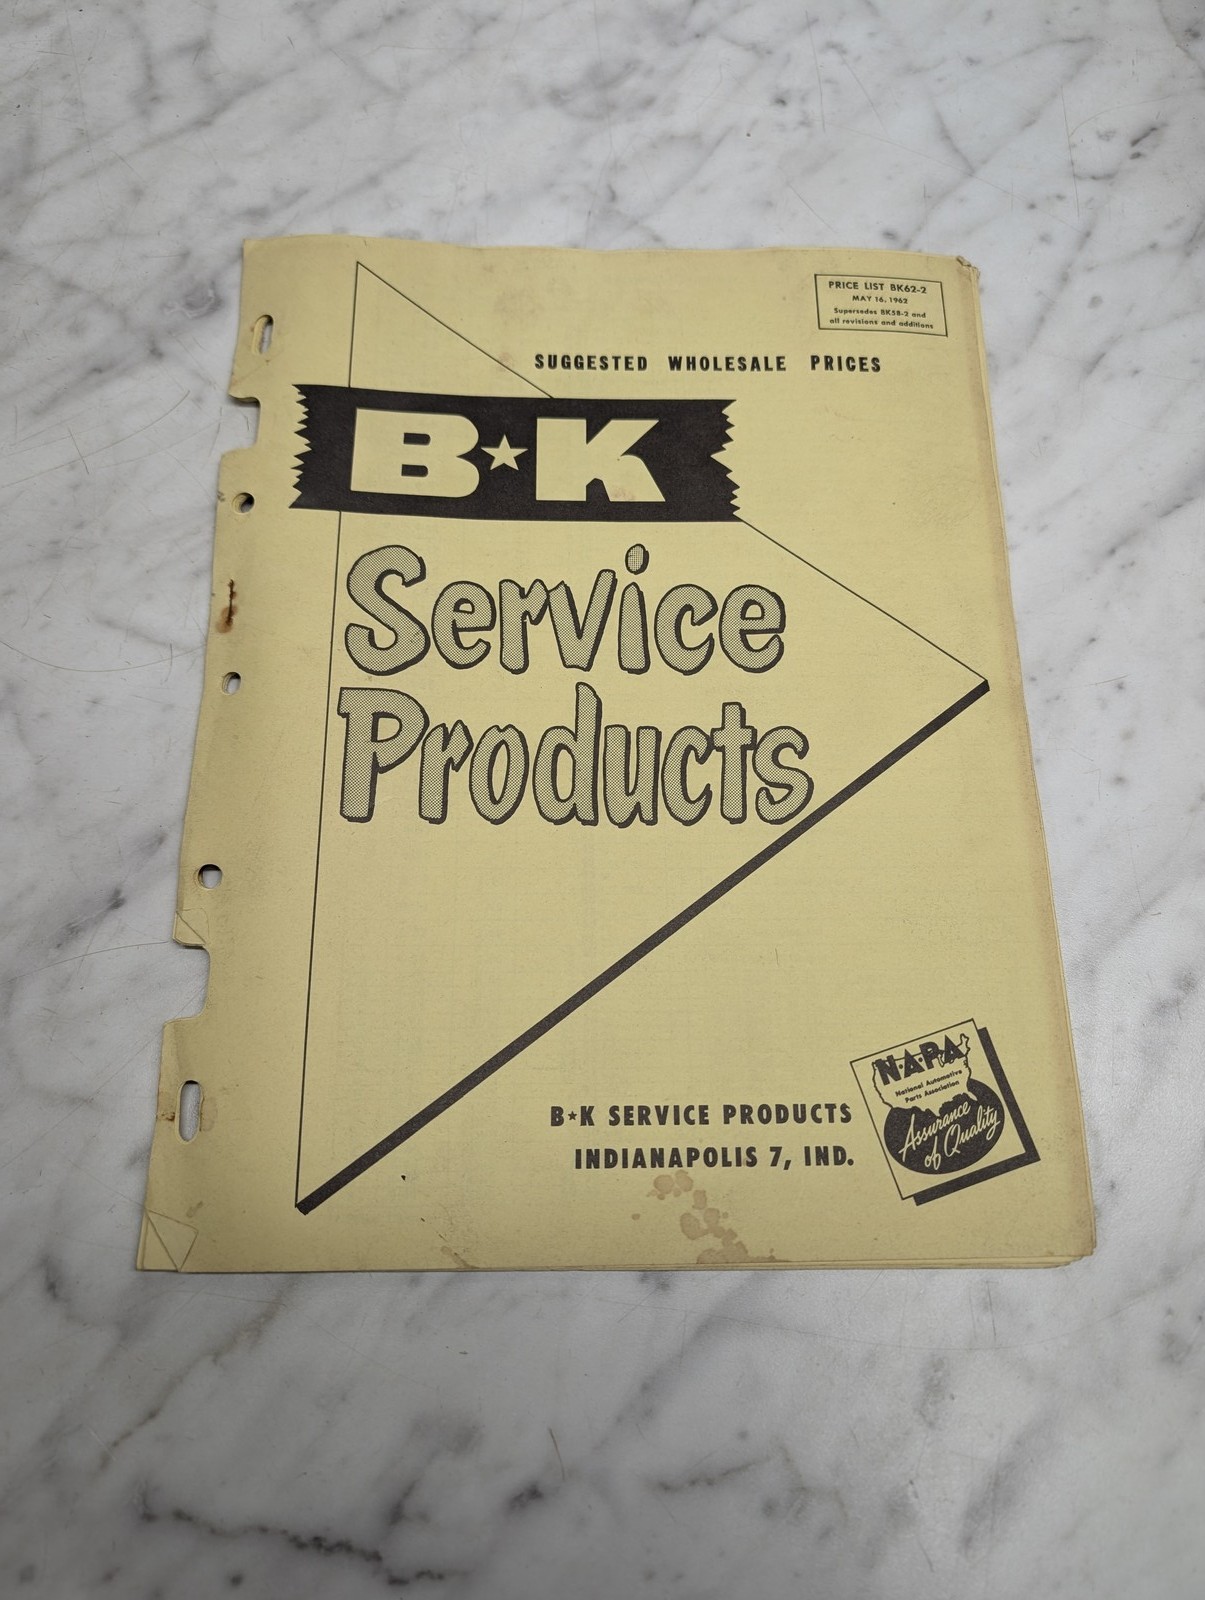 PRICE LIST BK62-2
MAY 16, 1962
Supersedes BK58-2 and
all revisions and additions
SUGGESTED WHOLESALE PRICES
B★K
Service
Products
N·A·P·A
National Automotive
Parts Association
Assurance
of Quality
B★K SERVICE PRODUCTS
INDIANAPOLIS 7, IND.